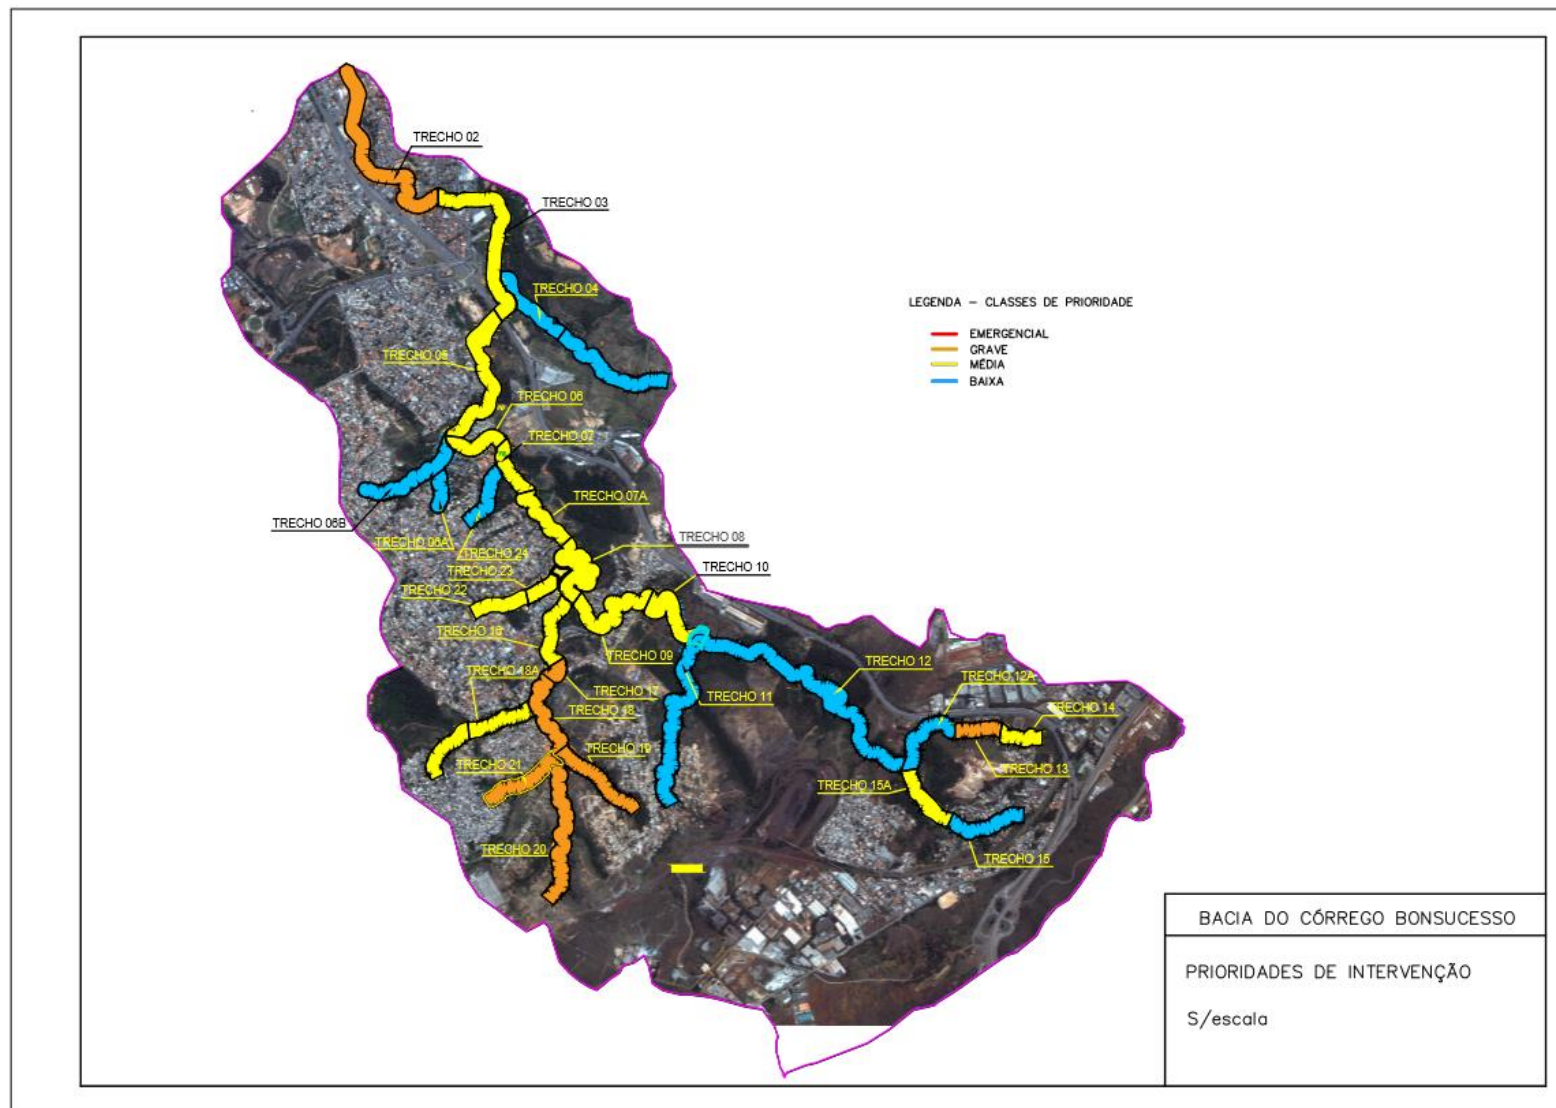 TRECHO 02
TRECHO 03
TRECHO 04
LEGENDA – CLASSES DE PRIORIDADE
EMERGENCIAL
GRAVE
MÉDIA
BAIXA
TRECHO 05
TRECHO 06
TRECHO 07
TRECHO 07A
TRECHO 06B
TRECHO 06A
TRECHO 24
TRECHO 08
TRECHO 23
TRECHO 10
TRECHO 22
TRECHO 16
TRECHO 09
TRECHO 12
TRECHO 18A
TRECHO 12A
TRECHO 17
TRECHO 11
TRECHO 18
TRECHO 14
TRECHO 19
TRECHO 21
TRECHO 13
TRECHO 15A
TRECHO 20
TRECHO 15
BACIA DO CÓRREGO BONSUCESSO
PRIORIDADES DE INTERVENÇÃO
S/escala